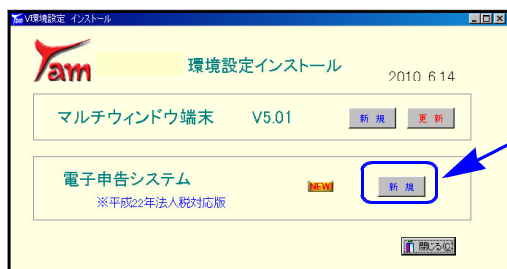 V環境設定 インストール
Tam
環境設定インストール
2010 6 14
マルチウィンドウ端末 V5.01 新 規 更 新
電子申告システム NEW! 新 規
※平成22年法人税対応版
閉じる(C)